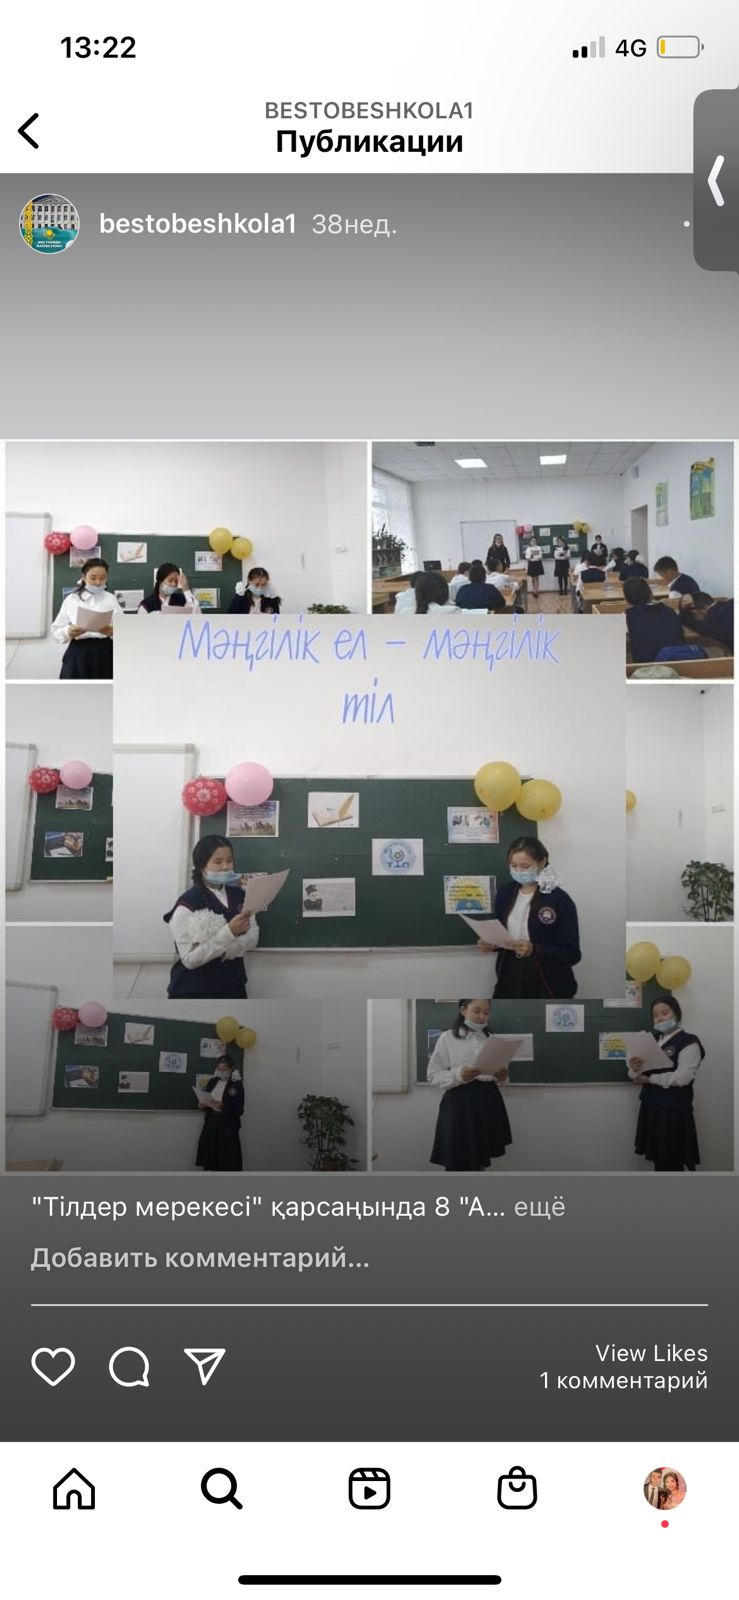 13:22
4G
BESTOBESHKOLA1
Публикации
bestobeshkola1 38нед.
Мәңгілік ел – мәңгілік
тіл
"Тілдер мерекесі" қарсаңында 8 "А... ещё
Добавить комментарий...
View Likes
1 комментарий